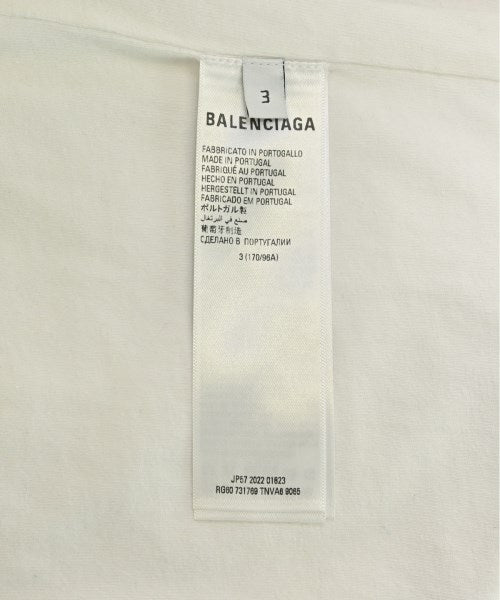 3
BALENCIAGA
FABBRICATO IN PORTOGALLO
MADE IN PORTUGAL
FABRIQUÉ AU PORTUGAL
HECHO EN PORTUGAL
HERGESTELLT IN PORTUGAL
FABRICADO EM PORTUGAL
ポルトガル製
صنع في البرتغال
葡萄牙制造
СДЕЛАНО В ПОРТУГАЛИИ
3 (170/96A)
JP57 2022 01623
RG60 731769 TNVA6 9065